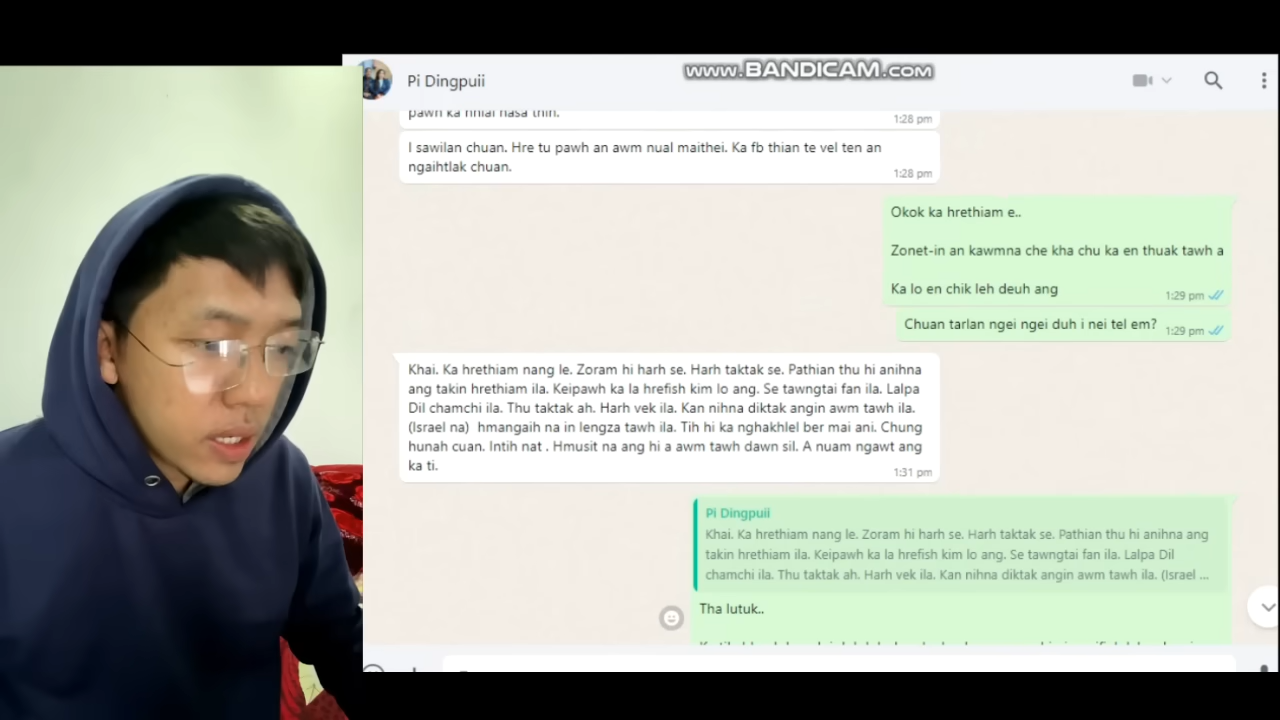 www.BANDICAM.com
Pi Dingpuii
pawh ka hnial nasa thin.
1:28 pm
I sawilan chuan. Hre tu pawh an awm nual maithei. Ka fb thian te vel ten an
ngaihtlak chuan.
1:28 pm
Okok ka hrethiam e..
Zonet-in an kawmna che kha chu ka en thuak tawh a
Ka lo en chik leh deuh ang
1:29 pm
Chuan tarlan ngei ngei duh i nei tel em?
1:29 pm
Khai. Ka hrethiam nang le. Zoram hi harh se. Harh taktak se. Pathian thu hi anihna
ang takin hrethiam ila. Keipawh ka la hrefish kim lo ang. Se tawngtai fan ila. Lalpa
Dil chamchi ila. Thu taktak ah. Harh vek ila. Kan nihna diktak angin awm tawh ila.
(Israel na) hmangaih na in lengza tawh ila. Tih hi ka nghakhlel ber mai ani. Chung
hunah cuan. Intih nat . Hmusit na ang hi a awm tawh dawn sil. A nuam ngawt ang
ka ti.
1:31 pm
Pi Dingpuii
Khai. Ka hrethiam nang le. Zoram hi harh se. Harh taktak se. Pathian thu hi anihna ang
takin hrethiam ila. Keipawh ka la hrefish kim lo ang. Se tawngtai fan ila. Lalpa Dil
chamchi ila. Thu taktak ah. Harh vek ila. Kan nihna diktak angin awm tawh ila. (Israel ...
Tha lutuk..